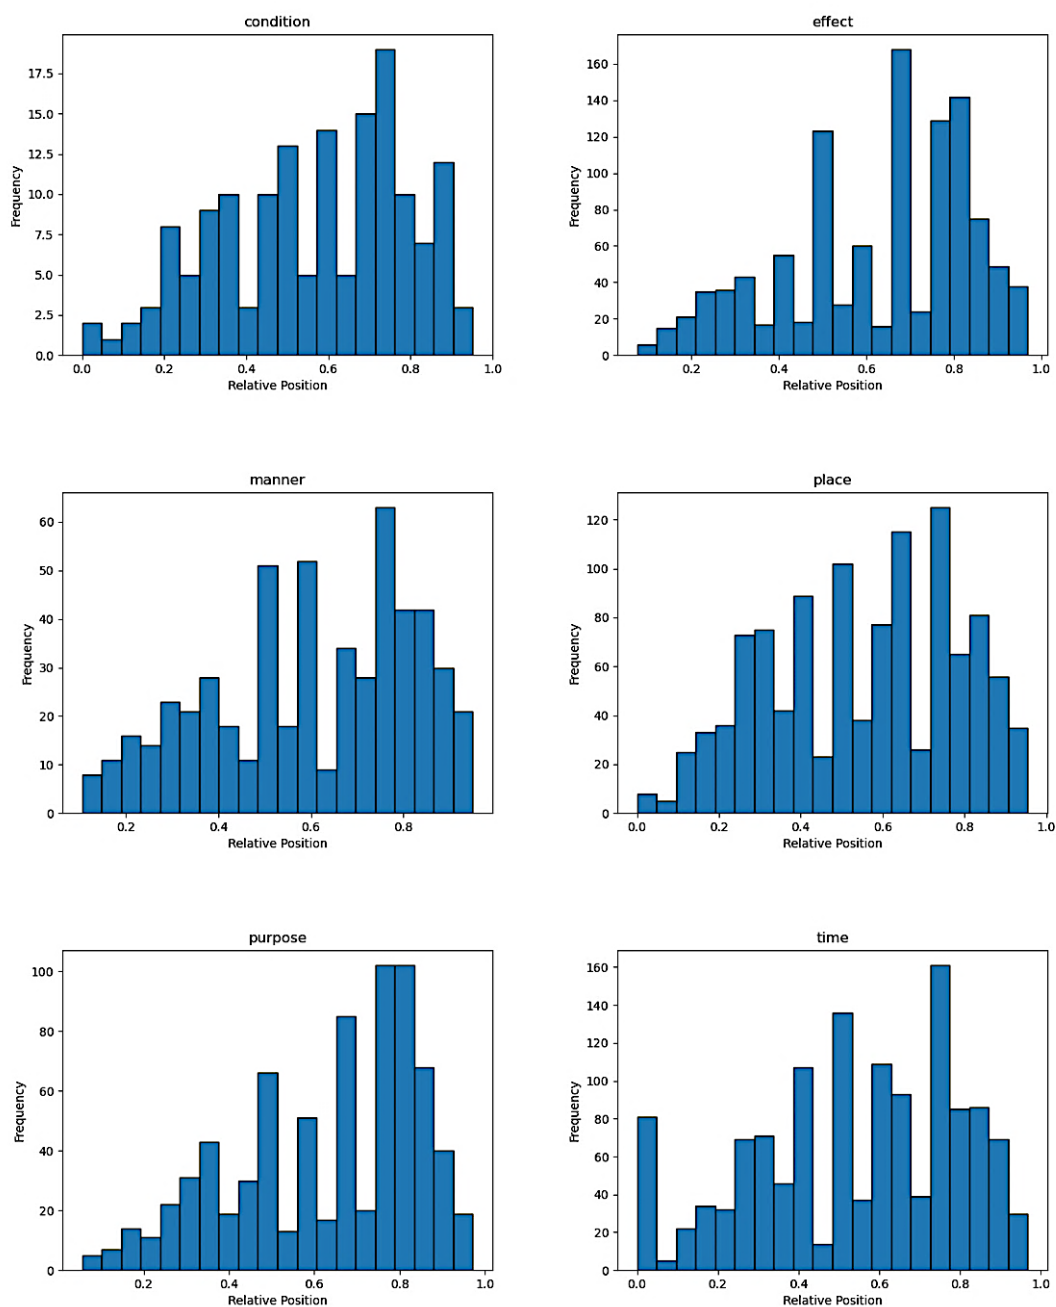 condition
17.5
15.0
12.5
10.0
7.5
5.0
2.5
0.0
Frequency
0.0 0.2 0.4 0.6 0.8 1.0
Relative Position
effect
160
140
120
100
80
60
40
20
0
Frequency
0.2 0.4 0.6 0.8 1.0
Relative Position
manner
60
50
40
30
20
10
0
Frequency
0.2 0.4 0.6 0.8
Relative Position
place
120
100
80
60
40
20
0
Frequency
0.0 0.2 0.4 0.6 0.8 1.0
Relative Position
purpose
100
80
60
40
20
0
Frequency
0.2 0.4 0.6 0.8 1.0
Relative Position
time
160
140
120
100
80
60
40
20
0
Frequency
0.0 0.2 0.4 0.6 0.8 1.0
Relative Position